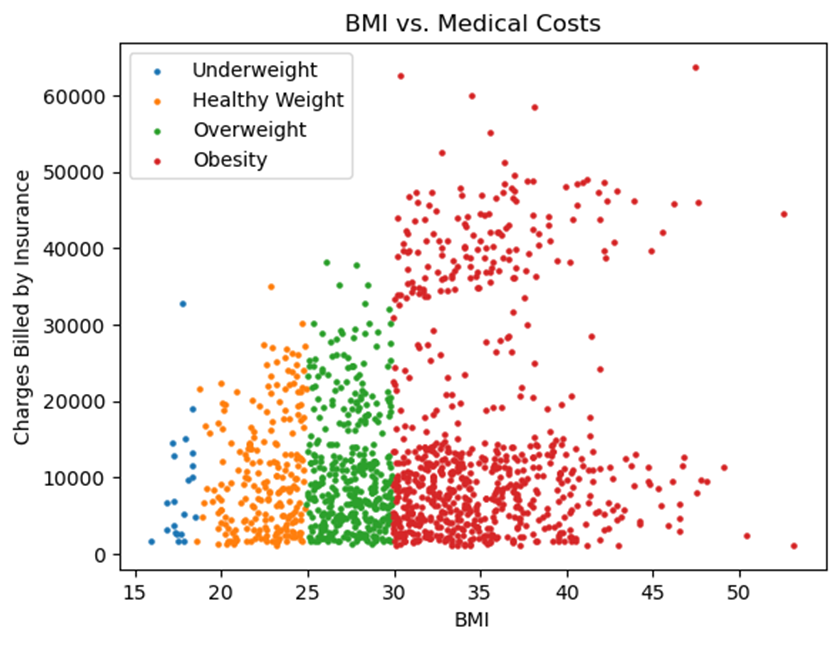 BMI vs. Medical Costs
Underweight
Healthy Weight
Overweight
Obesity
Charges Billed by Insurance
60000
50000
40000
30000
20000
10000
0
15 20 25 30 35 40 45 50
BMI